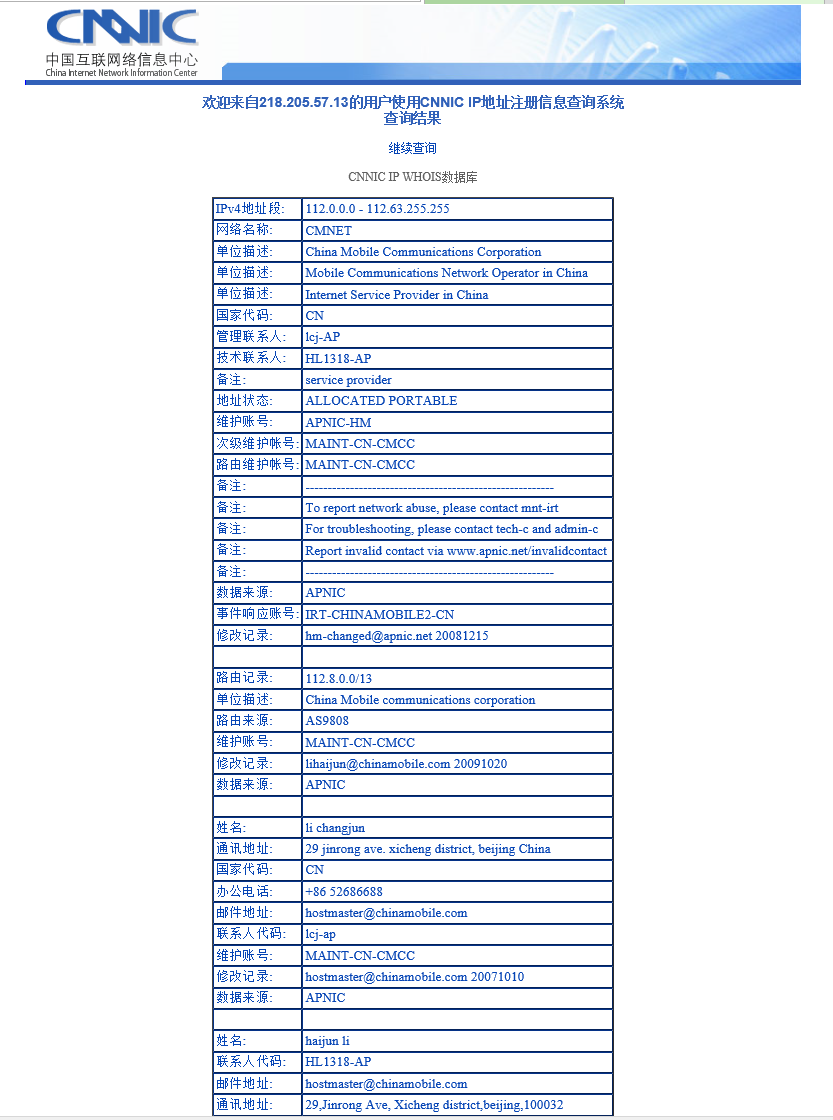 CNNIC
中国互联网络信息中心
China Internet Network Information Center
欢迎来自218.205.57.13的用户使用CNNIC IP地址注册信息查询系统
查询结果
继续查询
CNNIC IP WHOIS数据库
IPv4地址段: 112.0.0.0 - 112.63.255.255
网络名称: CMNET
单位描述: China Mobile Communications Corporation
单位描述: Mobile Communications Network Operator in China
单位描述: Internet Service Provider in China
国家代码: CN
管理联系人: lcj-AP
技术联系人: HL1318-AP
备注: service provider
地址状态: ALLOCATED PORTABLE
维护账号: APNIC-HM
次级维护帐号: MAINT-CN-CMCC
路由维护帐号: MAINT-CN-CMCC
备注: --------------------------------------------------------
备注: To report network abuse, please contact mnt-irt
备注: For troubleshooting, please contact tech-c and admin-c
备注: Report invalid contact via www.apnic.net/invalidcontact
备注: --------------------------------------------------------
数据来源: APNIC
事件响应账号: IRT-CHINAMOBILE2-CN
修改记录: hm-changed@apnic.net 20081215
路由记录: 112.8.0.0/13
单位描述: China Mobile communications corporation
路由来源: AS9808
维护账号: MAINT-CN-CMCC
修改记录: lihaijun@chinamobile.com 20091020
数据来源: APNIC
姓名: li changjun
通讯地址: 29 jinrong ave. xicheng district, beijing China
国家代码: CN
办公电话: +86 52686688
邮件地址: hostmaster@chinamobile.com
联系人代码: lcj-ap
维护账号: MAINT-CN-CMCC
修改记录: hostmaster@chinamobile.com 20071010
数据来源: APNIC
姓名: haijun li
联系人代码: HL1318-AP
邮件地址: hostmaster@chinamobile.com
通讯地址: 29,Jinrong Ave, Xicheng district,beijing,100032